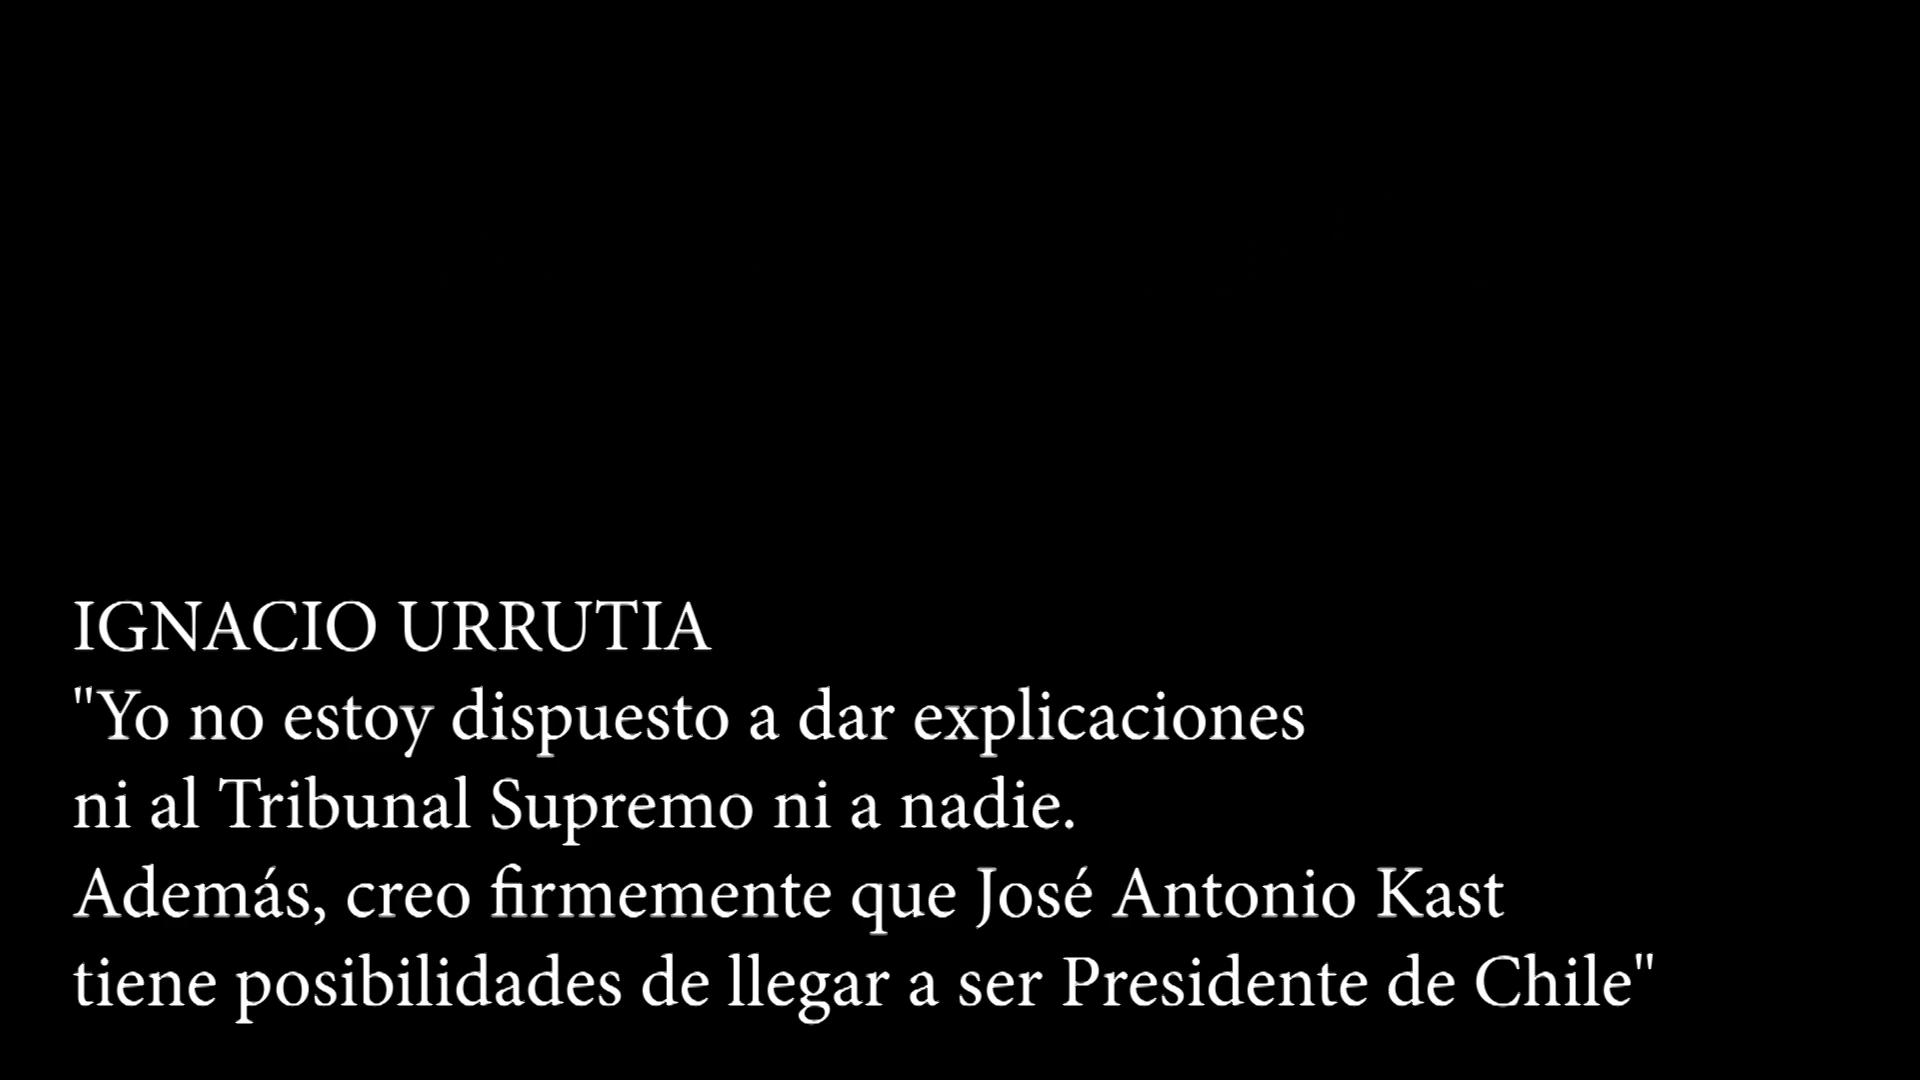 IGNACIO URRUTIA
"Yo no estoy dispuesto a dar explicaciones
ni al Tribunal Supremo ni a nadie.
Además, creo firmemente que José Antonio Kast
tiene posibilidades de llegar a ser Presidente de Chile"